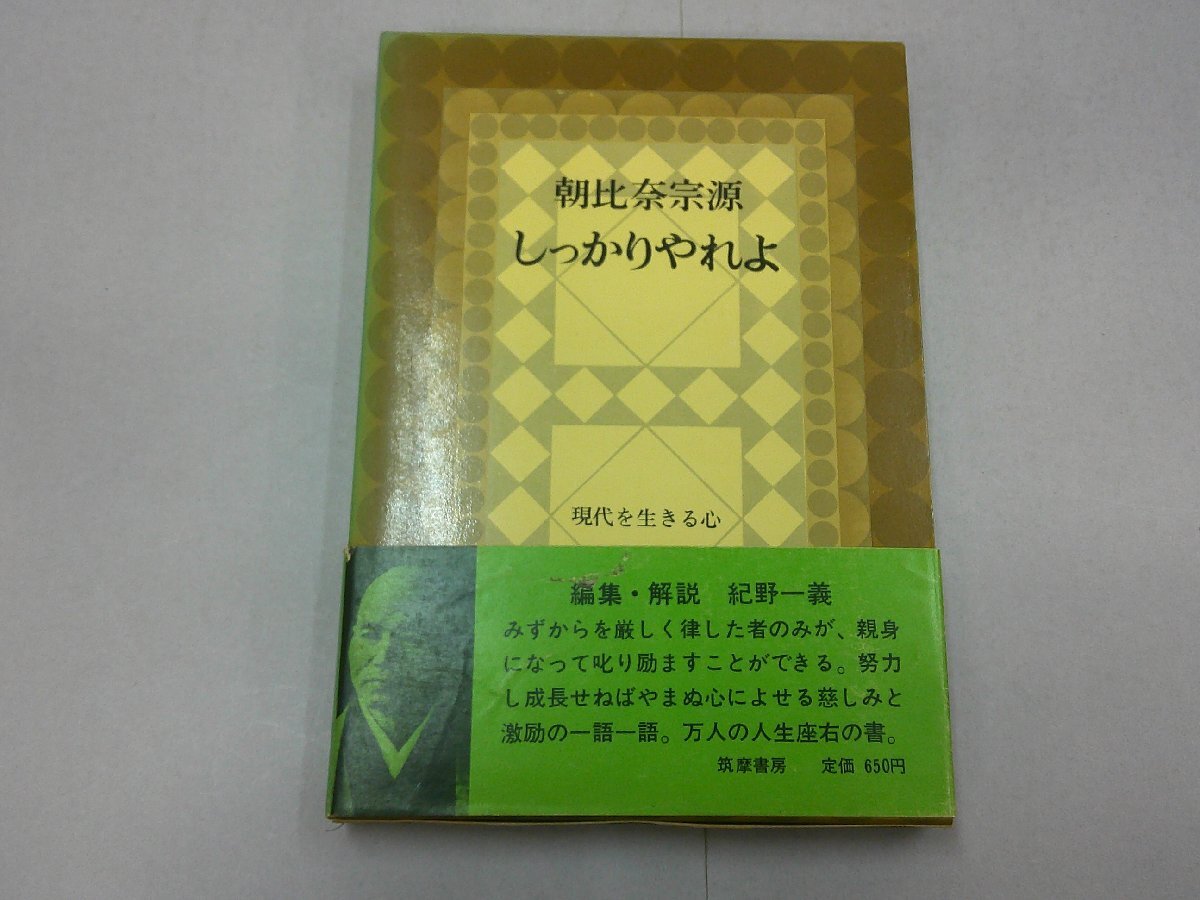 朝比奈宗源
しっかりやれよ
現代を生きる心
編集・解説 紀野一義
みずからを厳しく律した者のみが、親身
になって叱り励ますことができる。努力
し成長せねばやまぬ心によせる慈しみと
激励の一語一語。万人の人生座右の書。
筑摩書房 定価 650円